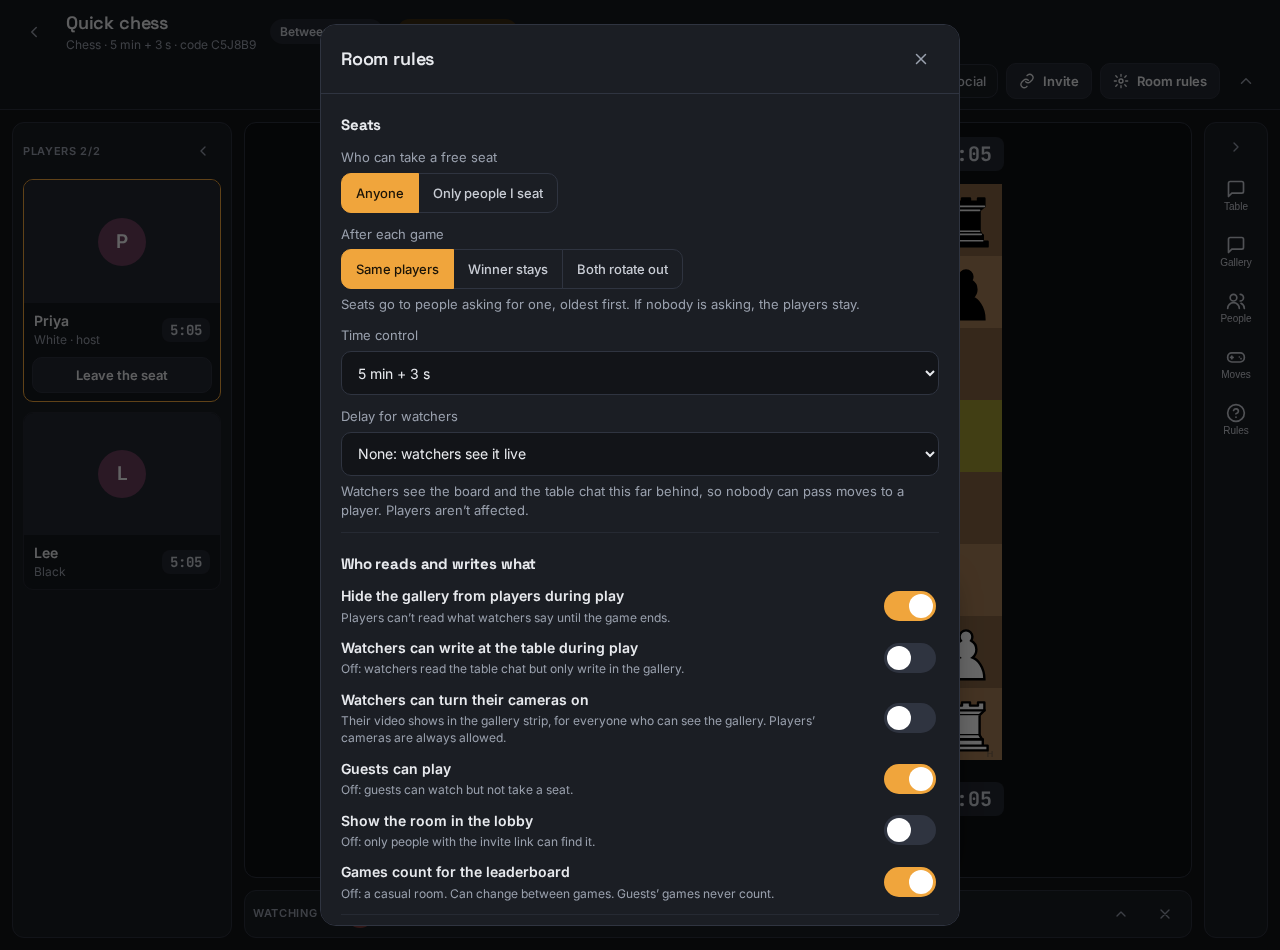 Quick chess
Chess · 5 min + 3 s · code C5J8B9
Invite
Room rules
PLAYERS 2/2
P
Priya
White · host
5:05
Leave the seat
L
Lee
Black
5:05
Room rules
Seats
Who can take a free seat
Anyone
Only people I seat
After each game
Same players
Winner stays
Both rotate out
Seats go to people asking for one, oldest first. If nobody is asking, the players stay.
Time control
5 min + 3 s
Delay for watchers
None: watchers see it live
Watchers see the board and the table chat this far behind, so nobody can pass moves to a
player. Players aren’t affected.
Who reads and writes what
Hide the gallery from players during play
Players can’t read what watchers say until the game ends.
Watchers can write at the table during play
Off: watchers read the table chat but only write in the gallery.
Watchers can turn their cameras on
Their video shows in the gallery strip, for everyone who can see the gallery. Players’
cameras are always allowed.
Guests can play
Off: guests can watch but not take a seat.
Show the room in the lobby
Off: only people with the invite link can find it.
Games count for the leaderboard
Off: a casual room. Can change between games. Guests’ games never count.
:05
:05
Table
Gallery
People
Moves
Rules
WATCHING